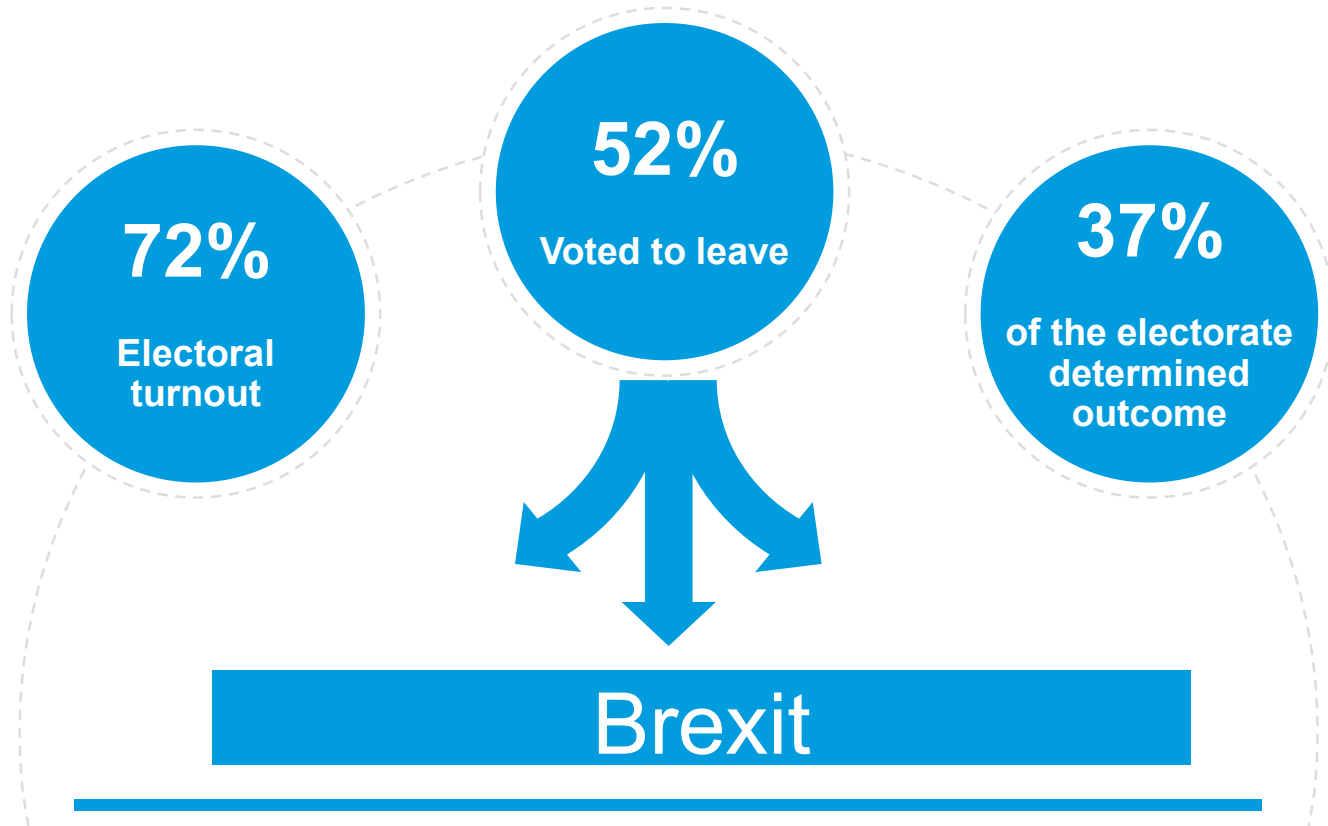 72%
Electoral
turnout
52%
Voted to leave
37%
of the electorate
determined
outcome
Brexit